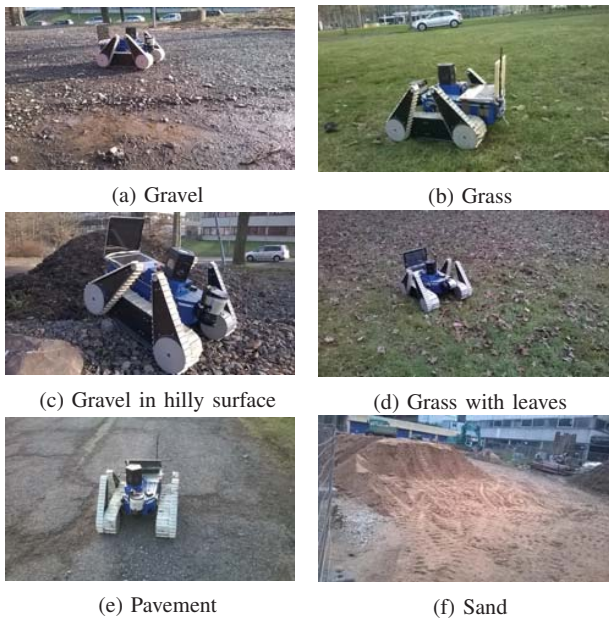 (a) Gravel
(b) Grass
(c) Gravel in hilly surface
(d) Grass with leaves
(e) Pavement
(f) Sand